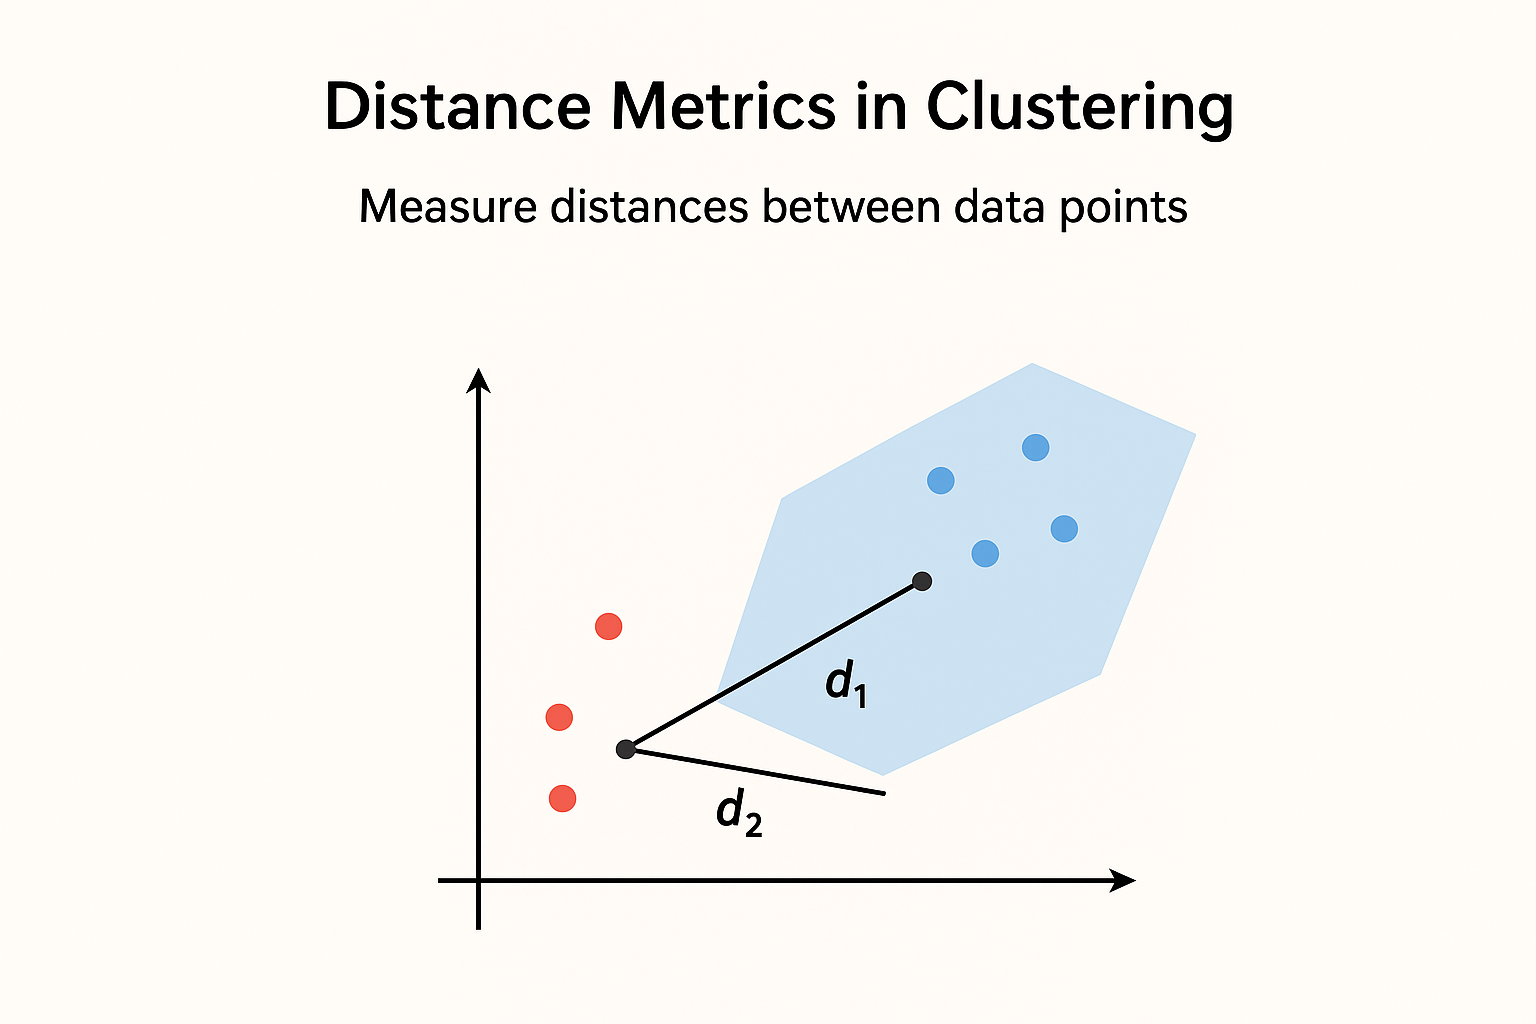 Distance Metrics in Clustering
Measure distances between data points
d₁
d₂